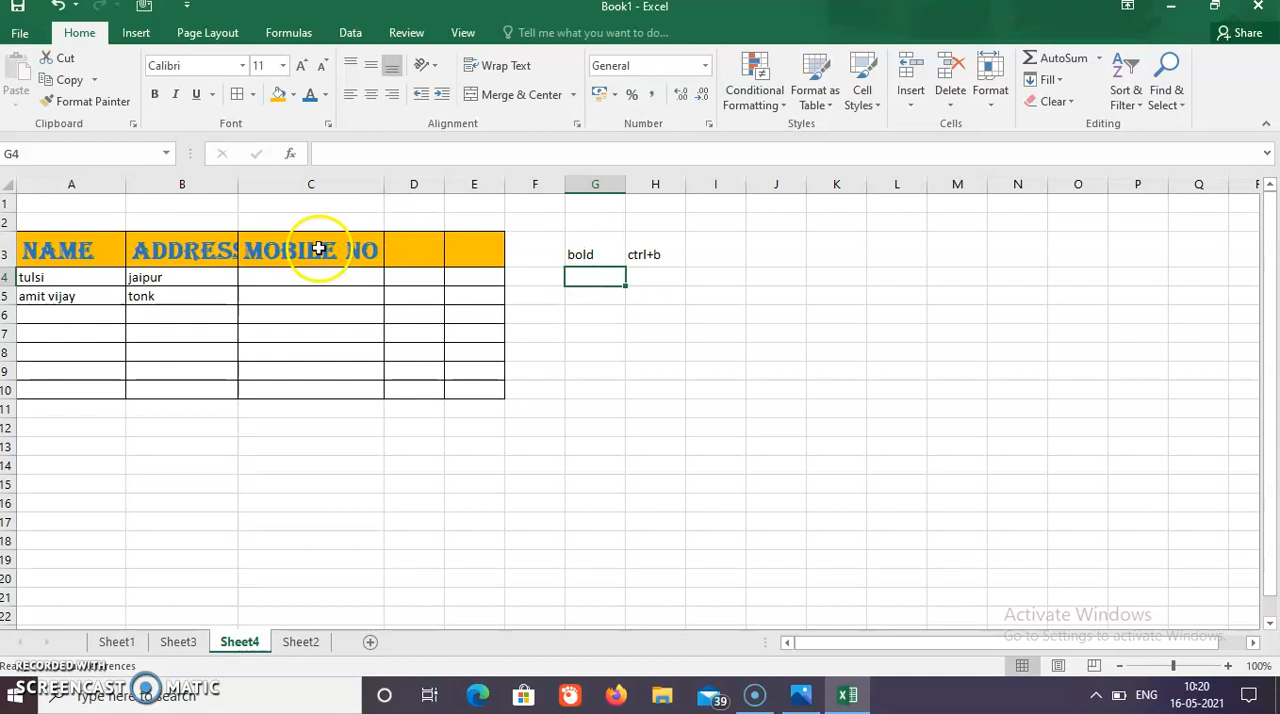 Book1 - Excel
File Home Insert Page Layout Formulas Data Review View Tell me what you want to do... Share
Cut Calibri 11 Wrap Text General AutoSum
Copy Fill
Paste Format Painter B I U Merge & Center % Conditional Formatting Format as Table Cell Styles Insert Delete Format Clear Sort & Filter Find & Select
Clipboard Font Alignment Number Styles Cells Editing
G4 fx
A B C D E F G H I J K L M N O P Q
1
2
3 NAME ADDRESS MOBILE NO bold ctrl+b
4 tulsi jaipur
5 amit vijay tonk
6
7
8
9
10
11
12
13
14
15
16
17
18
19
20
21
22
Activate Windows
Go to Settings to activate Windows.
Sheet1 Sheet3 Sheet4 Sheet2
RECORDED WITH 100%
SCREENCAST MATIC
Type here to search 39 ENG 10:20
16-05-2021